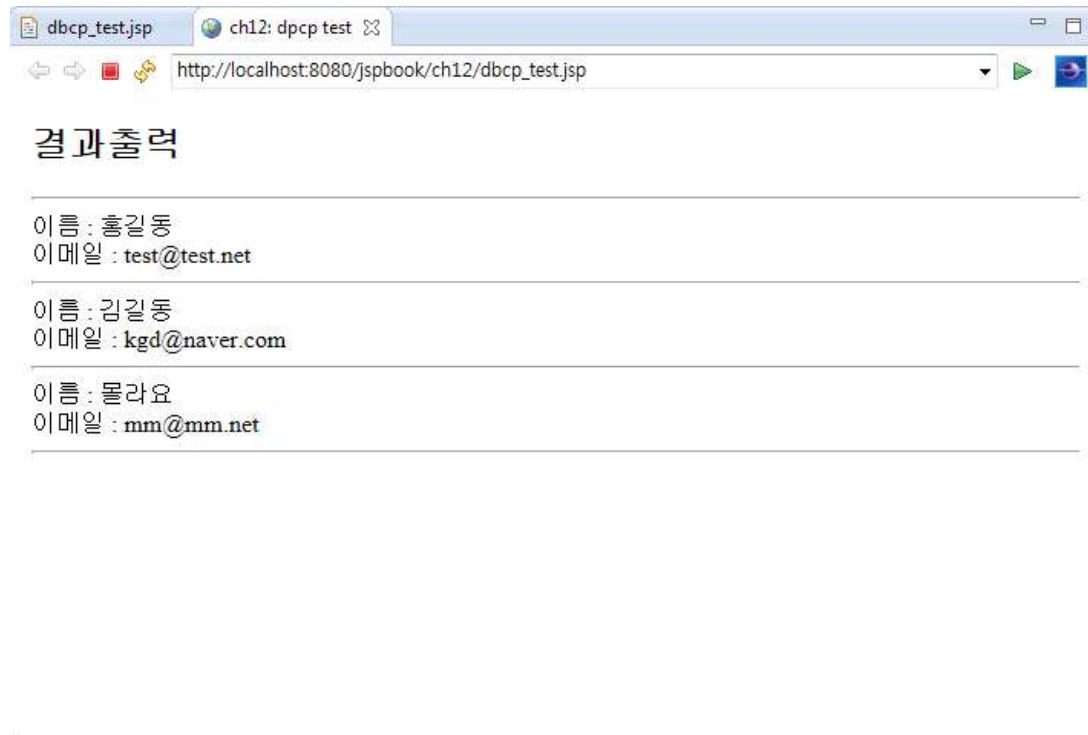 dbcp_test.jsp
ch12: dpcp test
http://localhost:8080/jspbook/ch12/dbcp_test.jsp
결과출력
이름 : 홍길동
이메일 : test@test.net
이름 : 김길동
이메일 : kgd@naver.com
이름 : 몰라요
이메일 : mm@mm.net